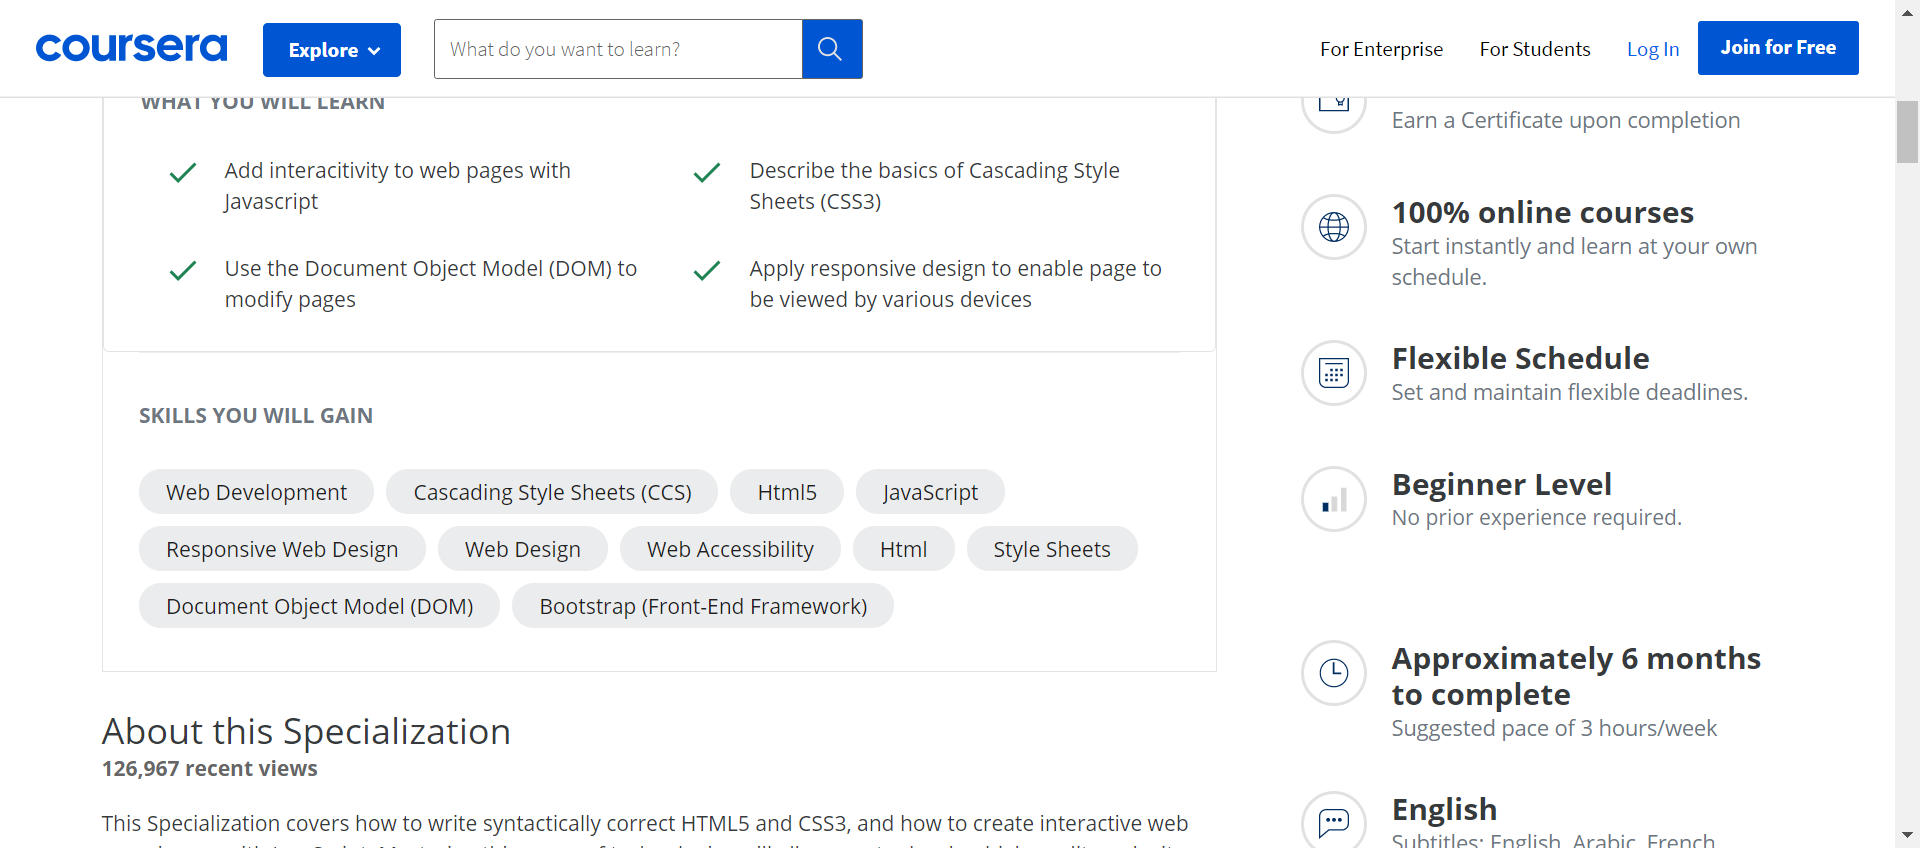 coursera
Explore
What do you want to learn?
For Enterprise
For Students
Log In
Join for Free
WHAT YOU WILL LEARN
Add interacitivity to web pages with
Javascript
Describe the basics of Cascading Style
Sheets (CSS3)
Use the Document Object Model (DOM) to
modify pages
Apply responsive design to enable page to
be viewed by various devices
SKILLS YOU WILL GAIN
Web Development
Cascading Style Sheets (CCS)
Html5
JavaScript
Responsive Web Design
Web Design
Web Accessibility
Html
Style Sheets
Document Object Model (DOM)
Bootstrap (Front-End Framework)
About this Specialization
126,967 recent views
This Specialization covers how to write syntactically correct HTML5 and CSS3, and how to create interactive web
Earn a Certificate upon completion
100% online courses
Start instantly and learn at your own
schedule.
Flexible Schedule
Set and maintain flexible deadlines.
Beginner Level
No prior experience required.
Approximately 6 months
to complete
Suggested pace of 3 hours/week
English
Subtitles: English, Arabic, French